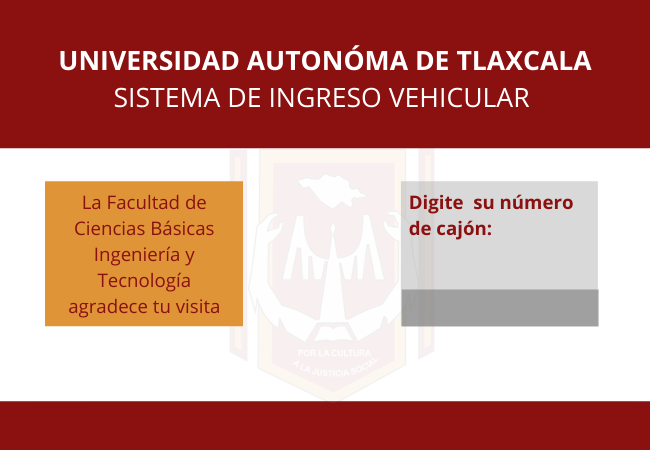 UNIVERSIDAD AUTONÓMA DE TLAXCALA
SISTEMA DE INGRESO VEHICULAR
La Facultad de
Ciencias Básicas
Ingeniería y
Tecnología
agradece tu visita
Digite su número
de cajón:
POR LA CULTURA
A LA JUSTICIA SOCIAL